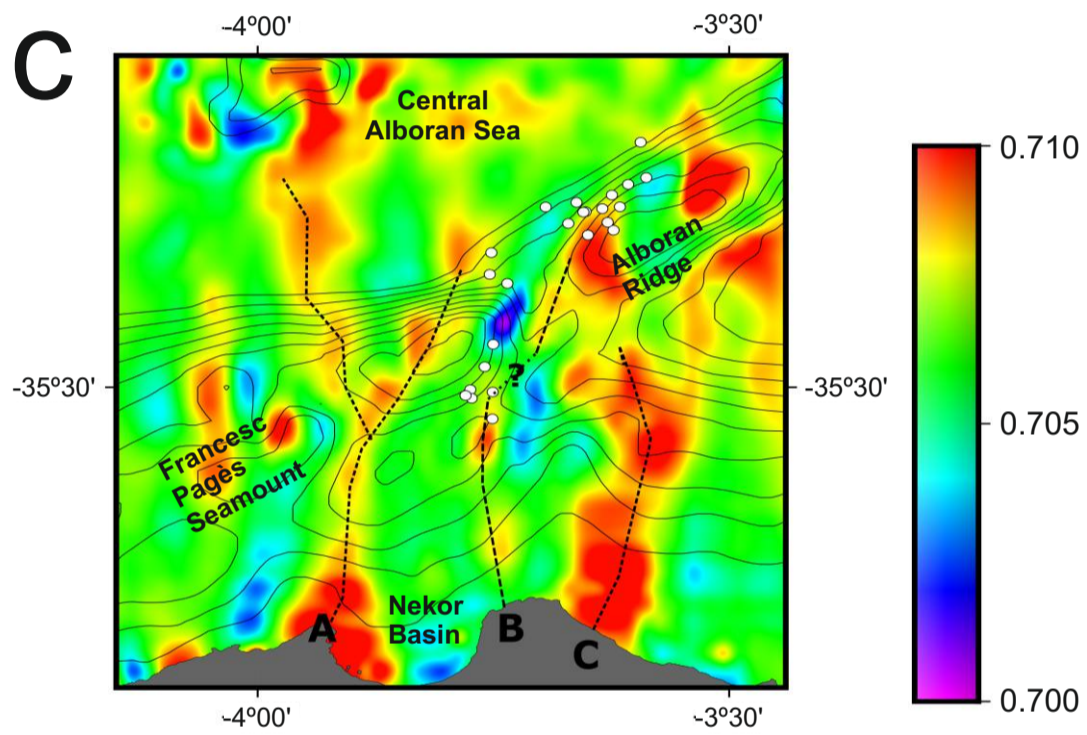 C
-4º00'
-3º30'
Central
Alboran Sea
0.710
Alboran
Ridge
?
-35º30'
-35º30'
0.705
Francesc
Pagès
Seamount
Nekor
Basin
A
B
C
0.700
-4º00'
-3º30'